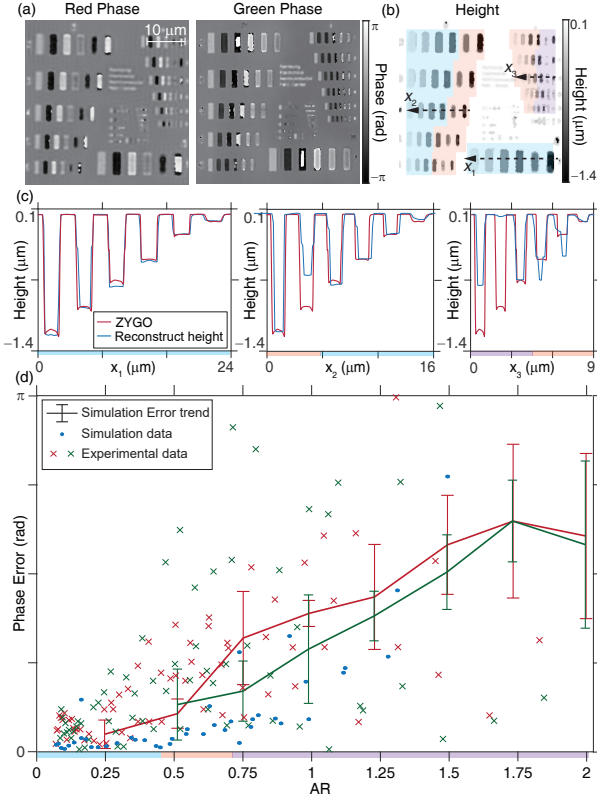 (a) Red Phase
10 μm
Green Phase
π
Phase (rad)
−π
(b) Height
0.1
Height (μm)
−1.4
x3
x2
x1
(c)
0.1
Height (μm)
−1.4
ZYGO
Reconstruct height
0
x1 (μm)
24
0.1
Height (μm)
−1.4
0
x2 (μm)
16
0.1
Height (μm)
−1.4
0
x3 (μm)
9
(d)
π
Phase Error (rad)
0
Simulation Error trend
Simulation data
Experimental data
0 0.25 0.5 0.75 1 1.25 1.5 1.75 2
AR